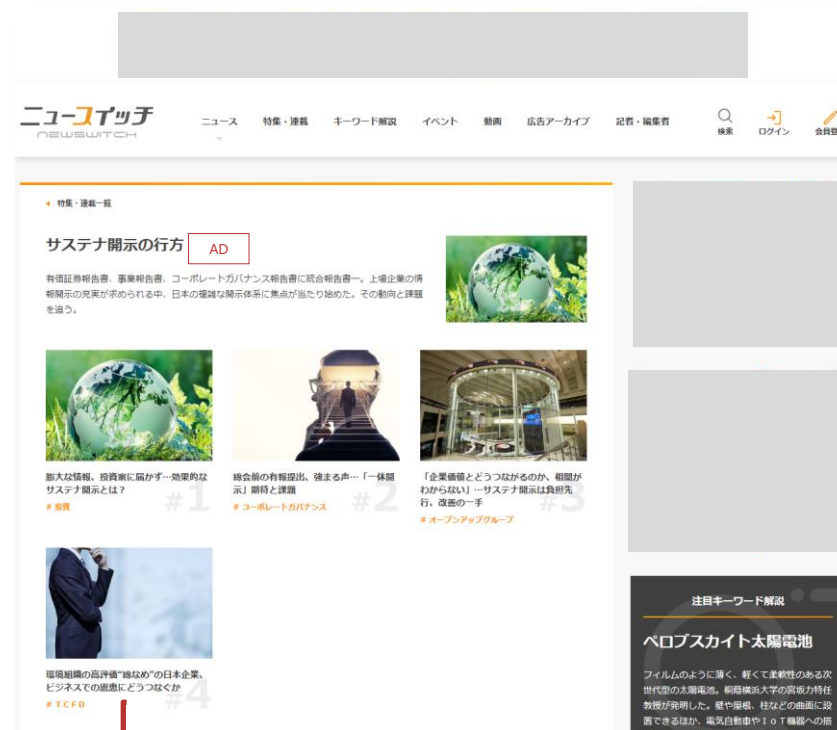 ニュースイッチ
NEWSWITCH
ニュース
特集・連載
キーワード解説
イベント
動画
広告アーカイブ
記者・編集者
検索
ログイン
会員登
特集・連載一覧
サステナ開示の行方
AD
有価証券報告書、事業報告書、コーポレートガバナンス報告書に統合報告書―。上場企業の情
報開示の充実が求められる中、日本の複雑な開示体系に焦点が当たり始めた。その動向と課題
を追う。
膨大な情報、投資家に届かず…効果的な
サステナ開示とは?
# 投資
#1
総会前の有報提出、強まる声…「一体開
示」期待と課題
# コーポレートガバナンス
#2
「企業価値とどうつながるのか、相関が
わからない」…サステナ開示は負担先
行、改善の一手
# オープンアップグループ
#3
環境組織の高評価“総なめ”の日本企業、
ビジネスでの恩恵にどうつなぐか
# TCFD
#4
注目キーワード解説
ペロブスカイト太陽電池
フィルムのように薄く、軽くて柔軟性のある次
世代型の太陽電池。桐蔭横浜大学の宮坂力特任
教授が発明した。壁や屋根、柱などの曲面に設
置できるほか、電気自動車やIoT機器への搭